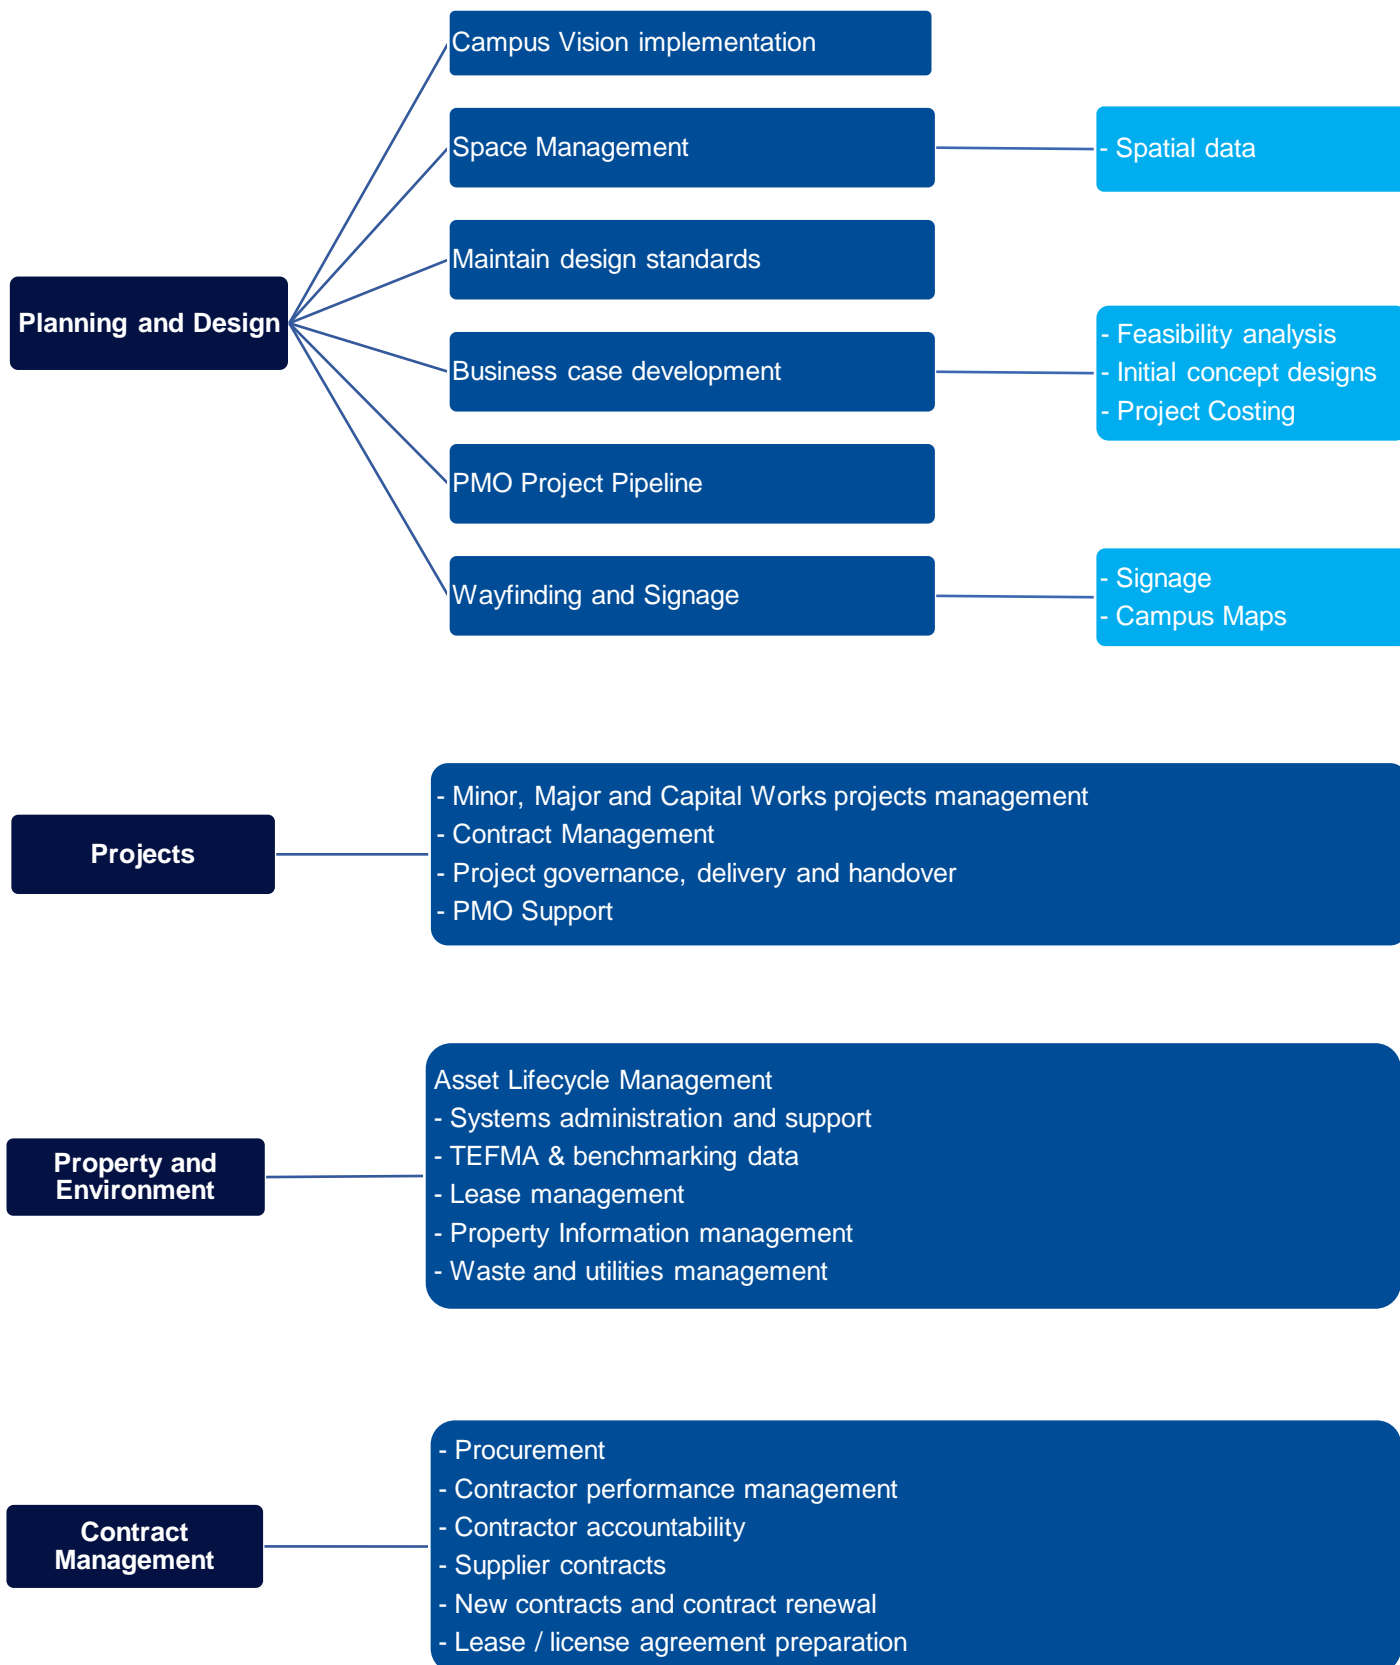 Campus Vision implementation
Space Management
- Spatial data
Maintain design standards
Planning and Design
Business case development
- Feasibility analysis
- Initial concept designs
- Project Costing
PMO Project Pipeline
Wayfinding and Signage
- Signage
- Campus Maps
Projects
- Minor, Major and Capital Works projects management
- Contract Management
- Project governance, delivery and handover
- PMO Support
Property and
Environment
Asset Lifecycle Management
- Systems administration and support
- TEFMA & benchmarking data
- Lease management
- Property Information management
- Waste and utilities management
Contract
Management
- Procurement
- Contractor performance management
- Contractor accountability
- Supplier contracts
- New contracts and contract renewal
- Lease / license agreement preparation